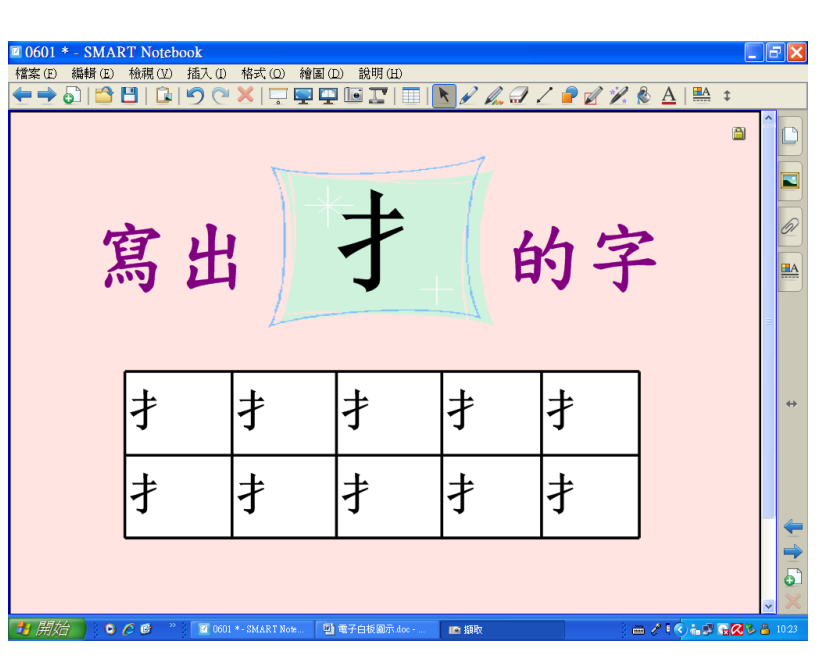 0601 * - SMART Notebook
檔案(F) 編輯(E) 檢視(V) 插入(I) 格式(O) 繪圖(D) 說明(H)
寫出 扌 的字
扌 扌 扌 扌 扌
扌 扌 扌 扌 扌
開始 0601 * - SMART Note... 電子白板圖示.doc - ... 擷取 10:23